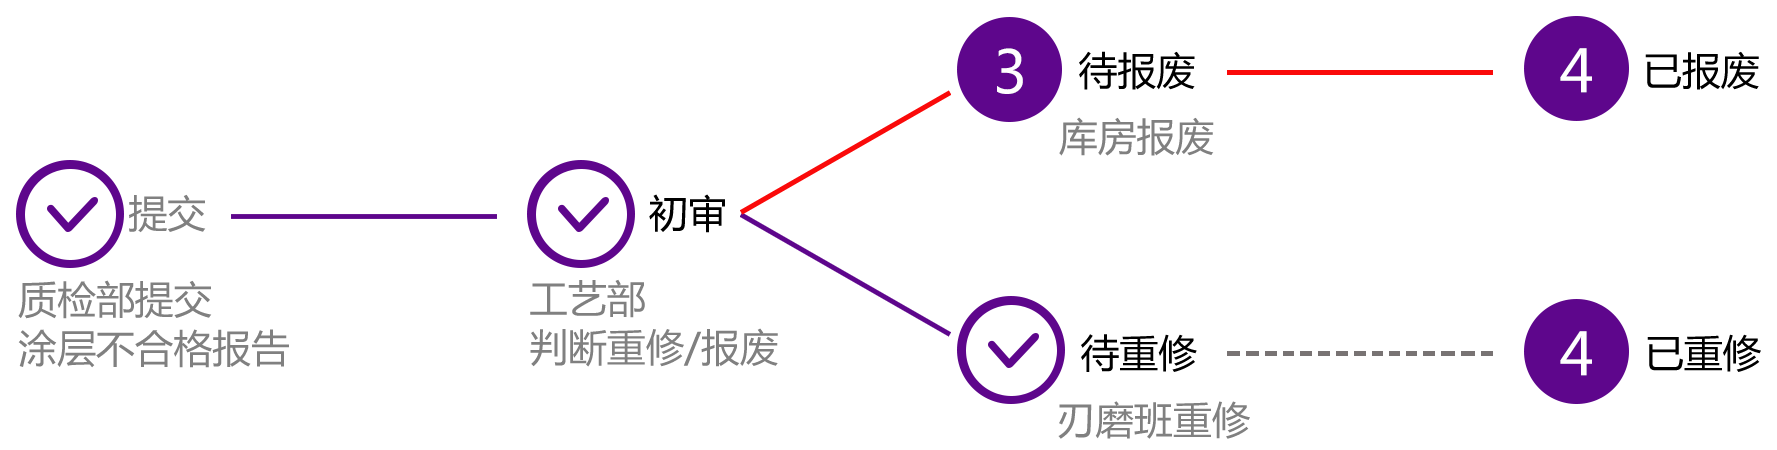 提交
质检部提交
涂层不合格报告
初审
工艺部
判断重修/报废
3
待报废
库房报废
4
已报废
待重修
刃磨班重修
4
已重修